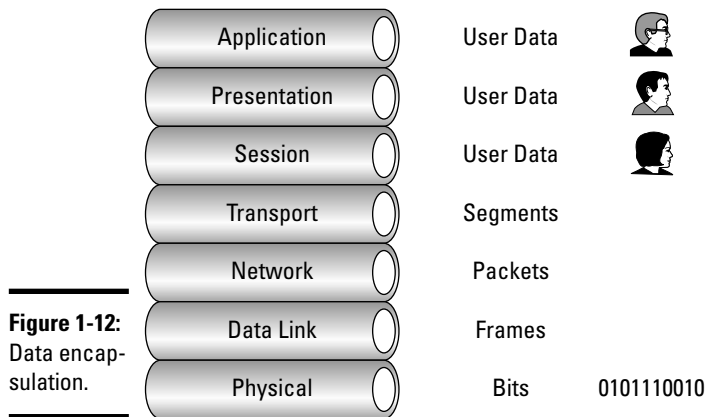 Application User Data
Presentation User Data
Session User Data
Transport Segments
Network Packets
Data Link Frames
Physical Bits 0101110010
Figure 1-12:
Data encap-
sulation.